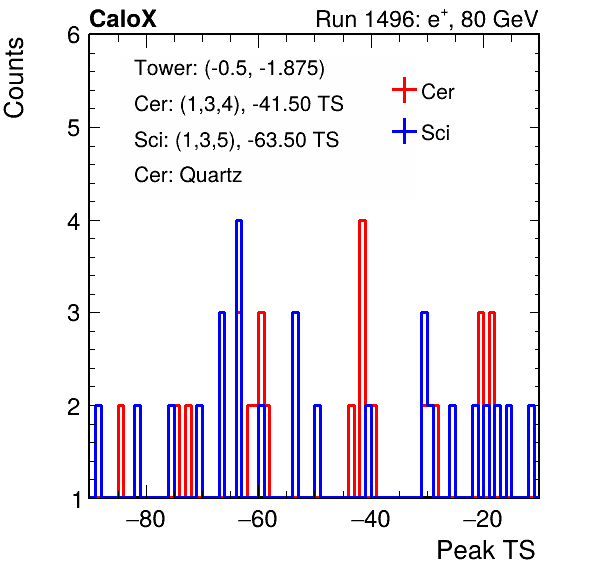 CaloX Run 1496: e⁺, 80 GeV
Counts
6
5
4
3
2
1
Tower: (-0.5, -1.875)
Cer: (1,3,4), -41.50 TS
Sci: (1,3,5), -63.50 TS
Cer: Quartz
Cer
Sci
−80 −60 −40 −20
Peak TS